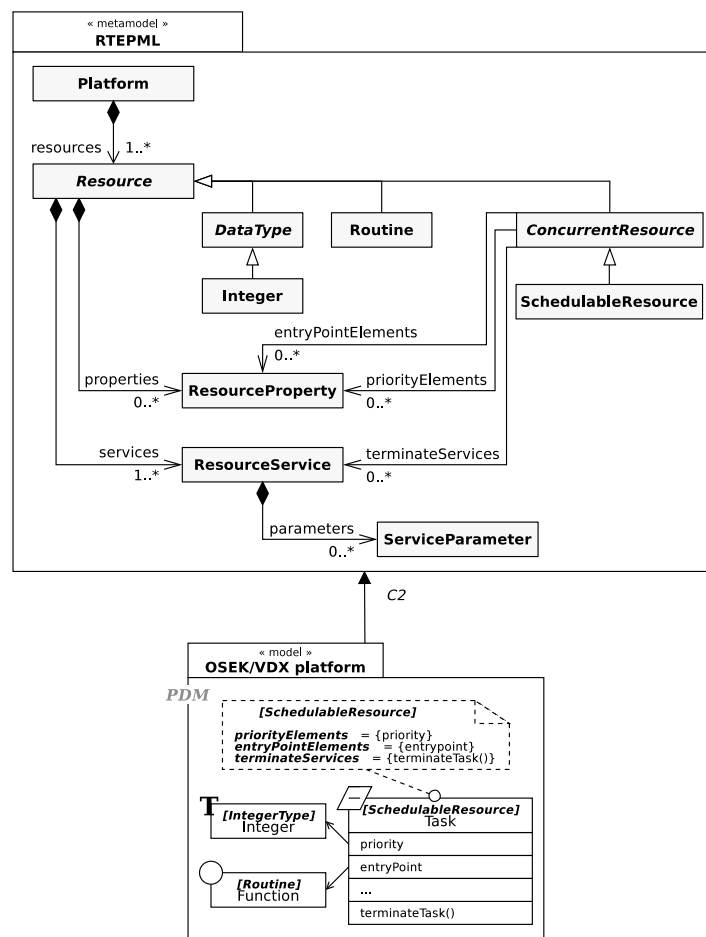 « metamodel »
RTEPML
Platform
resources 1..*
Resource
DataType
Routine
ConcurrentResource
Integer
SchedulableResource
entryPointElements
0..*
properties
0..*
ResourceProperty
priorityElements
0..*
services
1..*
ResourceService
terminateServices
0..*
parameters
0..*
ServiceParameter
C2
« model »
OSEK/VDX platform
PDM
[SchedulableResource]
priorityElements = {priority}
entryPointElements = {entrypoint}
terminateServices = {terminateTask()}
T
[IntegerType]
Integer
[SchedulableResource]
Task
priority
entryPoint
...
terminateTask()
[Routine]
Function